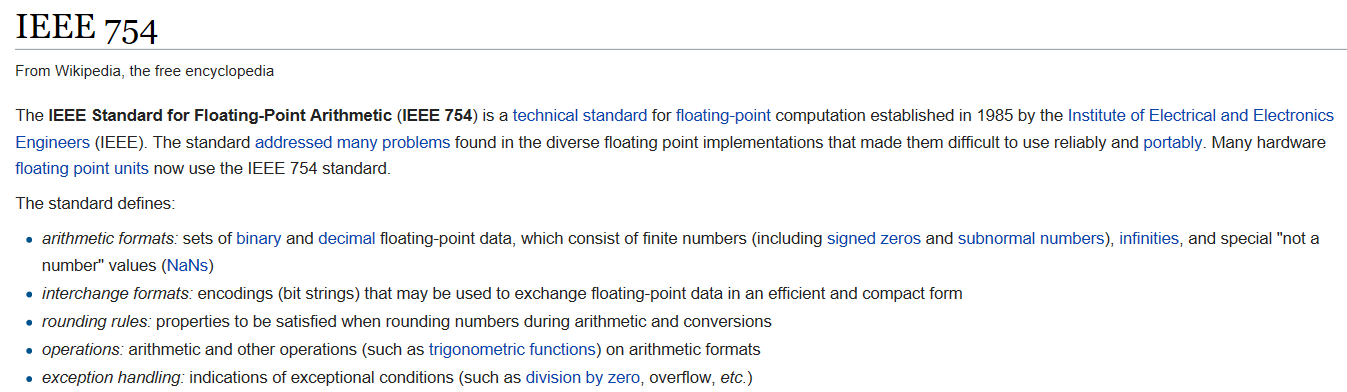 IEEE 754
From Wikipedia, the free encyclopedia
The IEEE Standard for Floating-Point Arithmetic (IEEE 754) is a technical standard for floating-point computation established in 1985 by the Institute of Electrical and Electronics
Engineers (IEEE). The standard addressed many problems found in the diverse floating point implementations that made them difficult to use reliably and portably. Many hardware
floating point units now use the IEEE 754 standard.
The standard defines:
• arithmetic formats: sets of binary and decimal floating-point data, which consist of finite numbers (including signed zeros and subnormal numbers), infinities, and special "not a
number" values (NaNs)
• interchange formats: encodings (bit strings) that may be used to exchange floating-point data in an efficient and compact form
• rounding rules: properties to be satisfied when rounding numbers during arithmetic and conversions
• operations: arithmetic and other operations (such as trigonometric functions) on arithmetic formats
• exception handling: indications of exceptional conditions (such as division by zero, overflow, etc.)